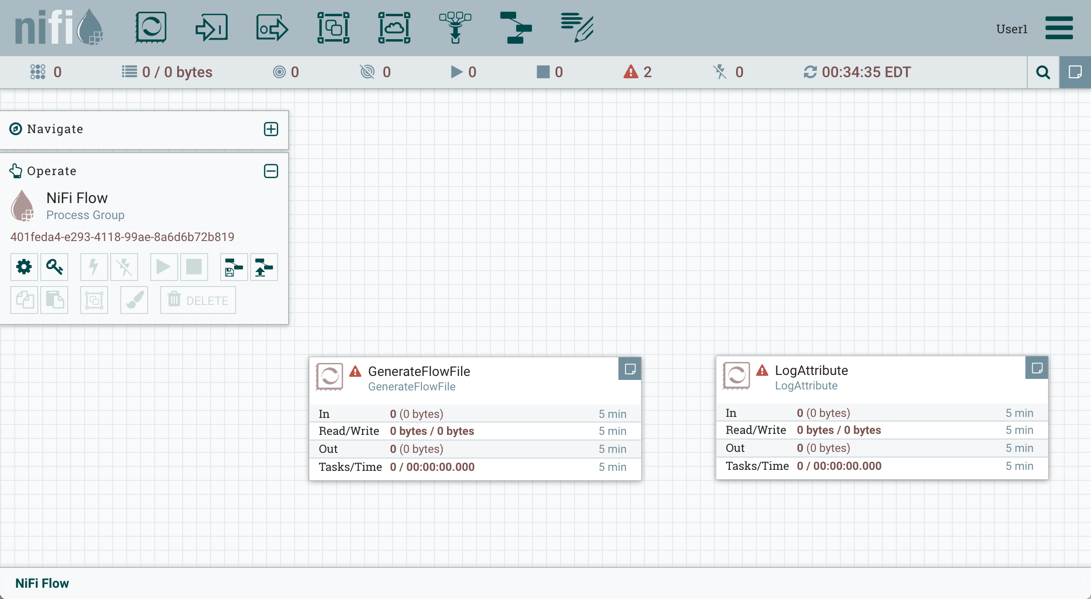 nifi
User1
0
0 / 0 bytes
0
0
0
0
2
0
00:34:35 EDT
Navigate
Operate
NiFi Flow
Process Group
401feda4-e293-4118-99ae-8a6d6b72b819
DELETE
GenerateFlowFile
GenerateFlowFile
In 0 (0 bytes) 5 min
Read/Write 0 bytes / 0 bytes 5 min
Out 0 (0 bytes) 5 min
Tasks/Time 0 / 00:00:00.000 5 min
LogAttribute
LogAttribute
In 0 (0 bytes) 5 min
Read/Write 0 bytes / 0 bytes 5 min
Out 0 (0 bytes) 5 min
Tasks/Time 0 / 00:00:00.000 5 min
NiFi Flow